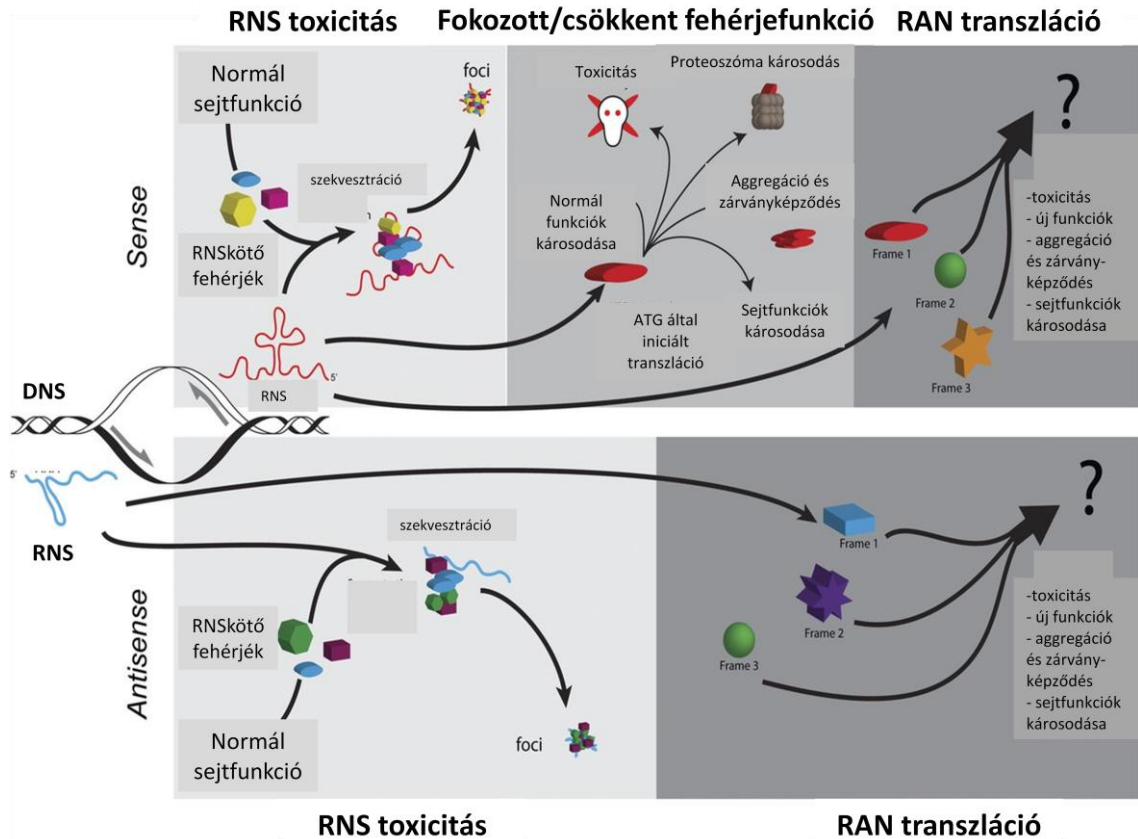 RNS toxicitás
Fokozott/csökkent fehérjefunkció
RAN transzláció
Sense
Normál
sejtfunkció
RNSkötő
fehérjék
szekvesztráció
foci
5'
RNS
Toxicitás
Proteoszóma károsodás
Normál
funkciók
károsodása
Aggregáció és
zárványképződés
ATG által
iniciált
transzláció
Sejtfunkciók
károsodása
Frame 1
Frame 2
Frame 3
?
-toxicitás
- új funkciók
- aggregáció
és zárvány-
képződés
- sejtfunkciók
károsodása
DNS
5'
RNS
Antisense
RNSkötő
fehérjék
Normál
sejtfunkció
szekvesztráció
foci
Frame 1
Frame 2
Frame 3
?
-toxicitás
- új funkciók
- aggregáció
és zárvány-
képződés
- sejtfunkciók
károsodása
RNS toxicitás
RAN transzláció